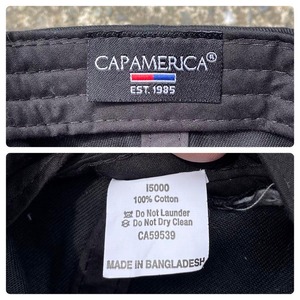 CAPAMERICA®
EST. 1985
I5000
100% Cotton
Do Not Launder
Do Not Dry Clean
CA59539
MADE IN BANGLADESH